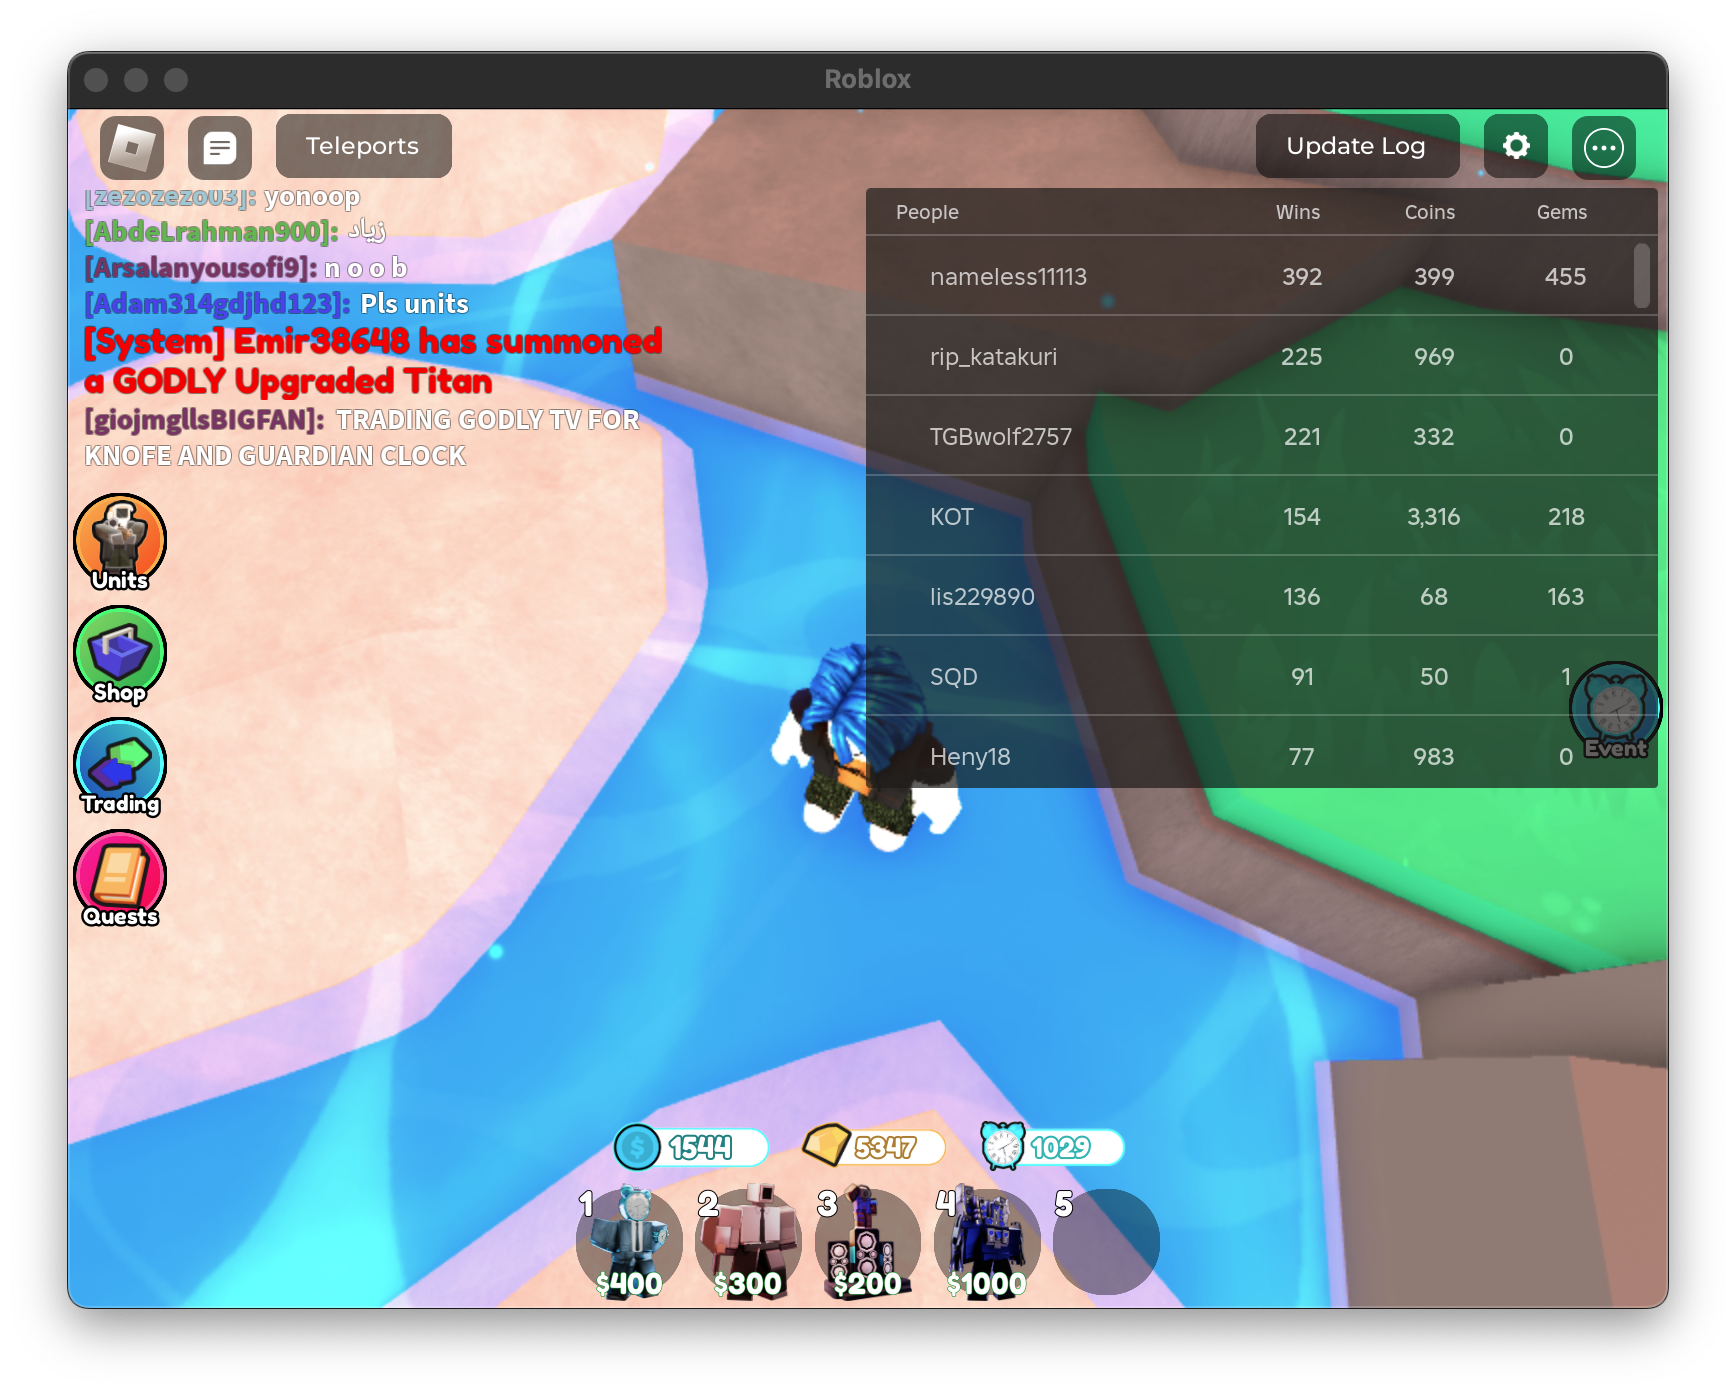 Roblox
Teleports
Update Log
[zezozezo03]: yonoop
[AbdeLrahman900]: زياد
[Arsalanyousofi9]: n o o b
[Adam314gdjhd123]: Pls units
[System] Emir38648 has summoned
a GODLY Upgraded Titan
[giojmgllsBIGFAN]: TRADING GODLY TV FOR
KNOFE AND GUARDIAN CLOCK
People Wins Coins Gems
nameless11113 392 399 455
rip_katakuri 225 969 0
TGBwolf2757 221 332 0
KOT 154 3,316 218
lis229890 136 68 163
SQD 91 50 1
Heny18 77 983 0
Event
Units
Shop
Trading
Quests
$ 1544 5347 1029
1 2 3 4 5
$400 $300 $200 $1000